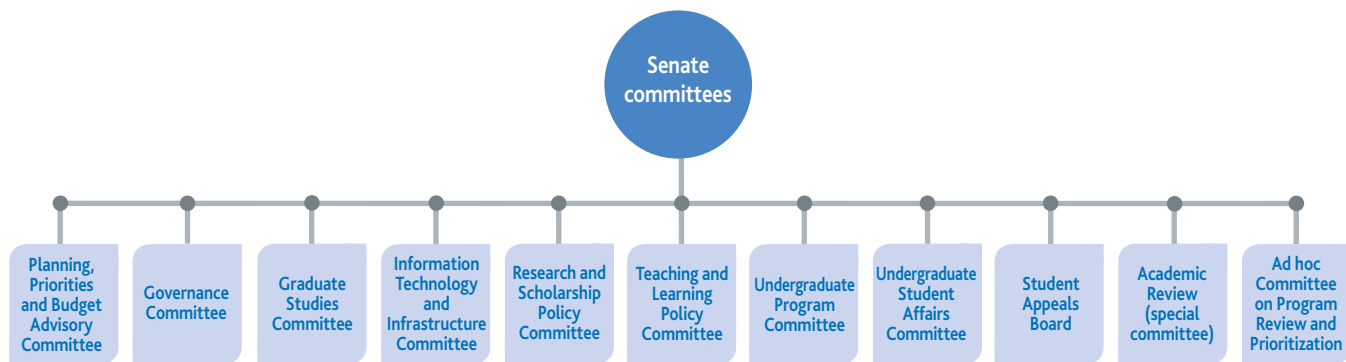 Senate
committees
Planning,
Priorities
and Budget
Advisory
Committee
Governance
Committee
Graduate
Studies
Committee
Information
Technology
and
Infrastructure
Committee
Research and
Scholarship
Policy
Committee
Teaching and
Learning
Policy
Committee
Undergraduate
Program
Committee
Undergraduate
Student
Affairs
Committee
Student
Appeals
Board
Academic
Review
(special
committee)
Ad hoc
Committee
on Program
Review and
Prioritization